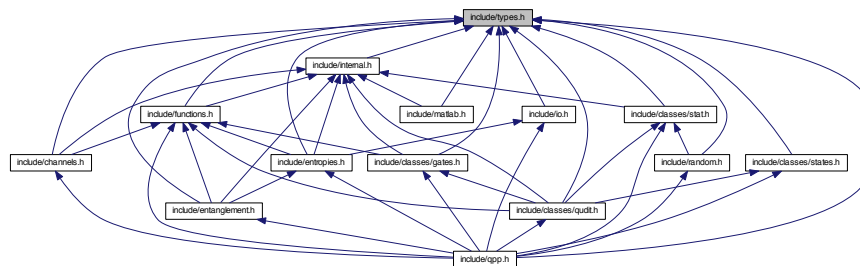 include/types.h
include/internal.h
include/functions.h
include/matlab.h
include/io.h
include/classes/stat.h
include/channels.h
include/entropies.h
include/classes/gates.h
include/random.h
include/classes/states.h
include/entanglement.h
include/classes/qudit.h
include/qpp.h